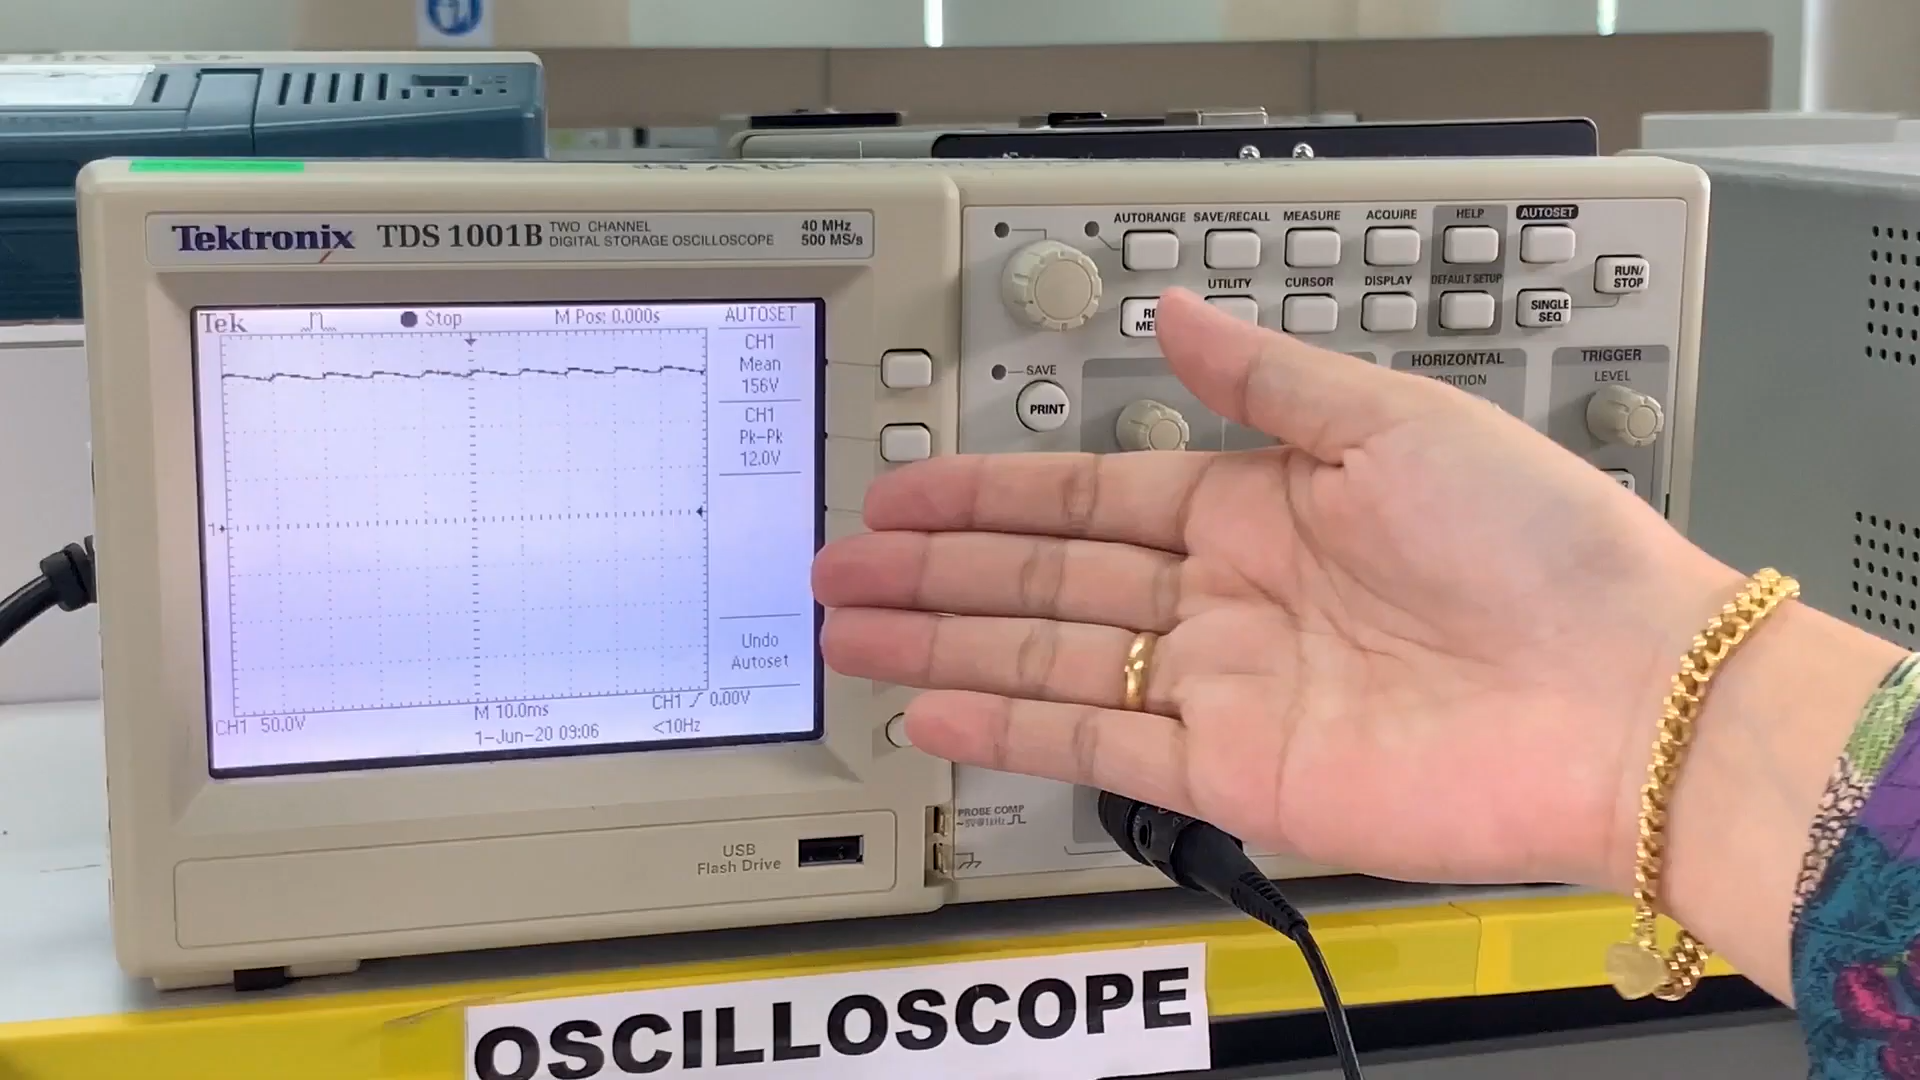 Tektronix TDS 1001B TWO CHANNEL DIGITAL STORAGE OSCILLOSCOPE 40 MHz 500 MS/s
Tek Stop M Pos: 0.000s AUTOSET
CH1
Mean
156V
CH1
Pk-Pk
12.0V
1
Undo
Autoset
CH1 50.0V M 10.0ms CH1 0.00V
1-Jun-20 09:06 <10Hz
AUTORANGE SAVE/RECALL MEASURE ACQUIRE HELP AUTOSET
UTILITY CURSOR DISPLAY DEFAULT SETUP
RUN/
STOP
SINGLE
SEQ
SAVE
PRINT
HORIZONTAL
TRIGGER
LEVEL
PROBE COMP
~5V@1kHz
USB
Flash Drive
OSCILLOSCOPE